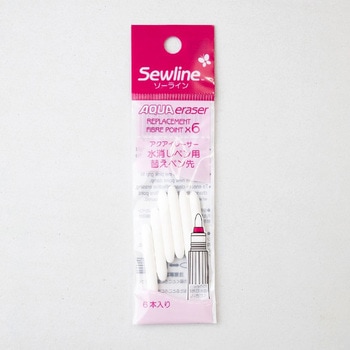 Sewline
ソーライン
AQUA eraser
REPLACEMENT
FIBRE POINT x6
アクアイレーサー
水消しペン用
替えペン先
6本入り